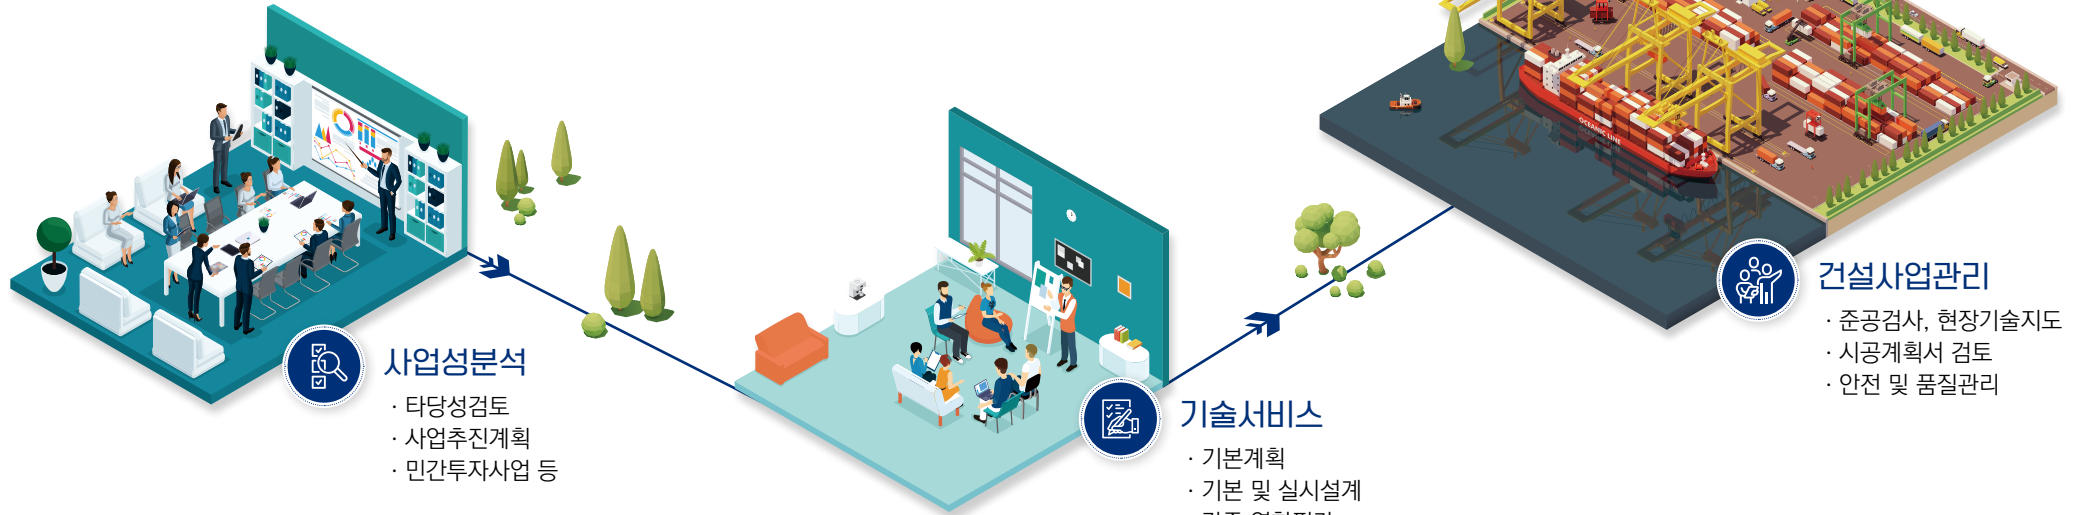 사업성분석
· 타당성검토
· 사업추진계획
· 민간투자사업 등
기술서비스
· 기본계획
· 기본 및 실시설계
건설사업관리
· 준공검사, 현장기술지도
· 시공계획서 검토
· 안전 및 품질관리
OCEANIC LINE